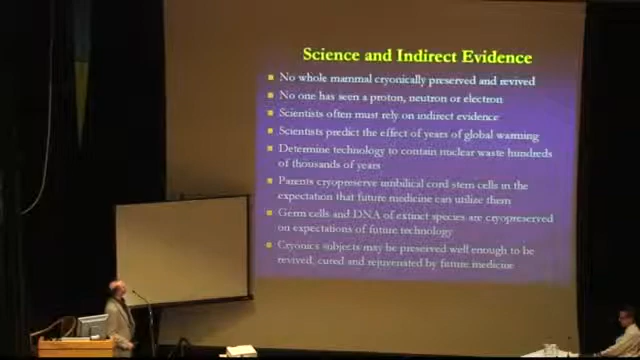 Science and Indirect Evidence
No whole mammal cryonically preserved and revived
No one has seen a proton, neutron or electron
Scientists often must rely on indirect evidence
Scientists predict the effect of years of global warming
Determine technology to contain nuclear waste hundreds
of thousands of years
Parents cryopreserve umbilical cord stem cells in the
expectation that future medicine can utilize them
Germ cells and DNA of extinct species are cryopreserved
on expectations of future technology
Cryonics subjects may be preserved well enough to be
revived, cured and rejuvenated by future medicine